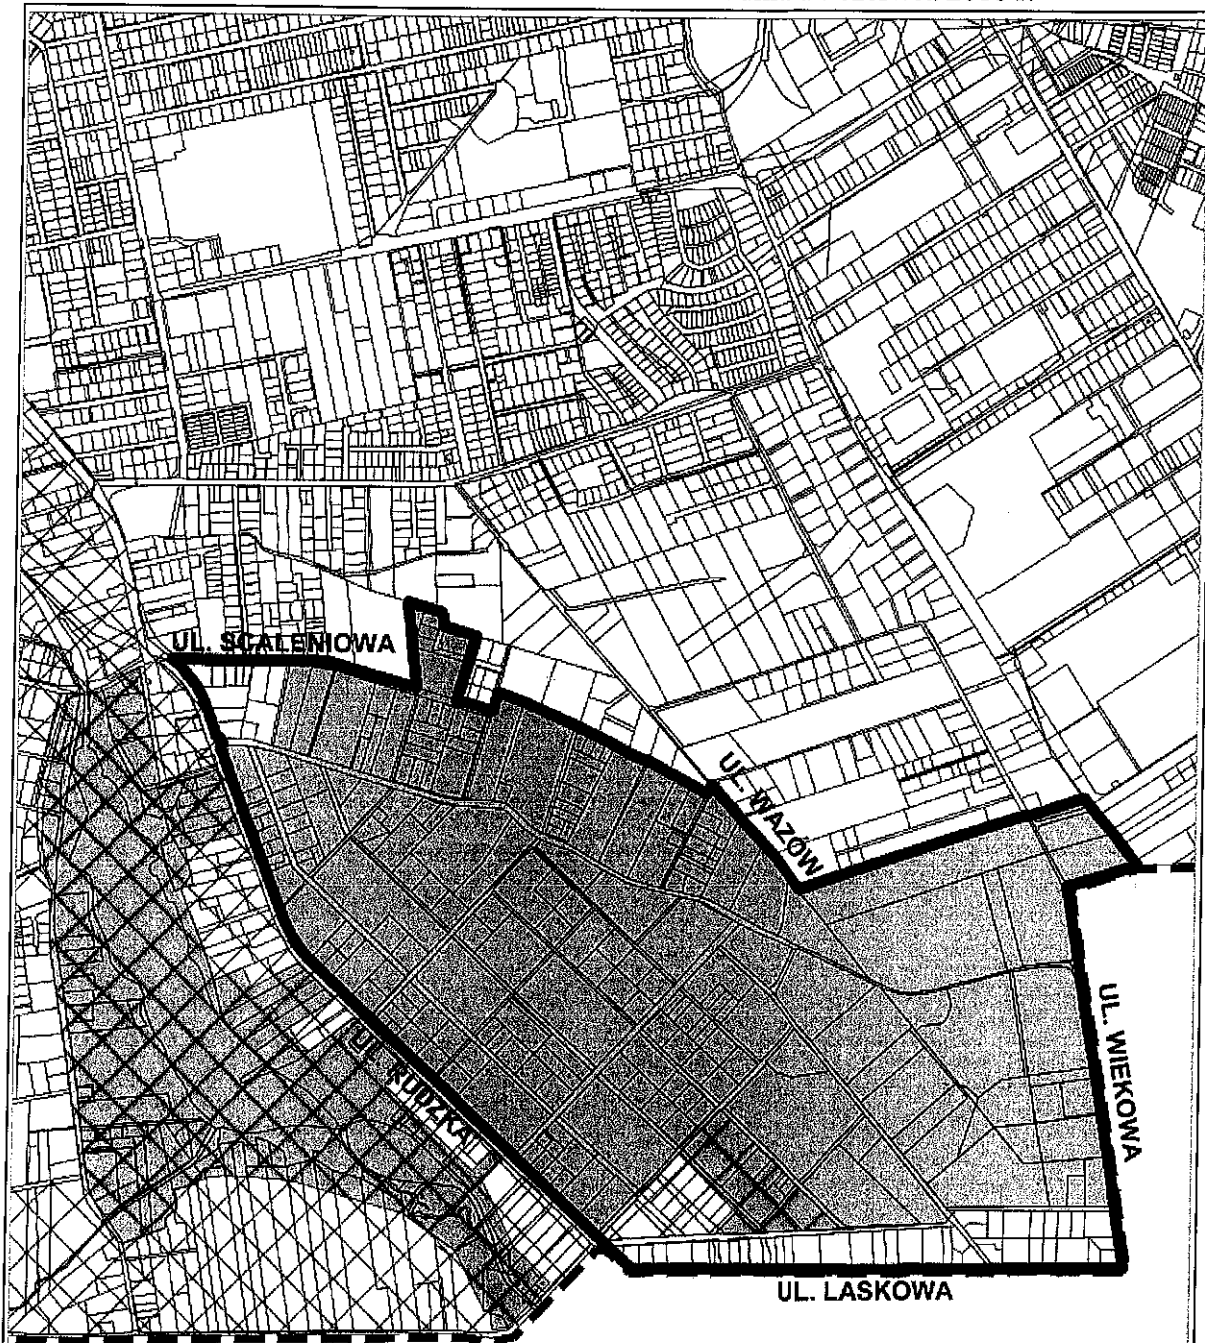 UL. SCALENIOWA
UL. WAZÓW
UL. WIEKOWA
UL. RUDZKA
UL. LASKOWA